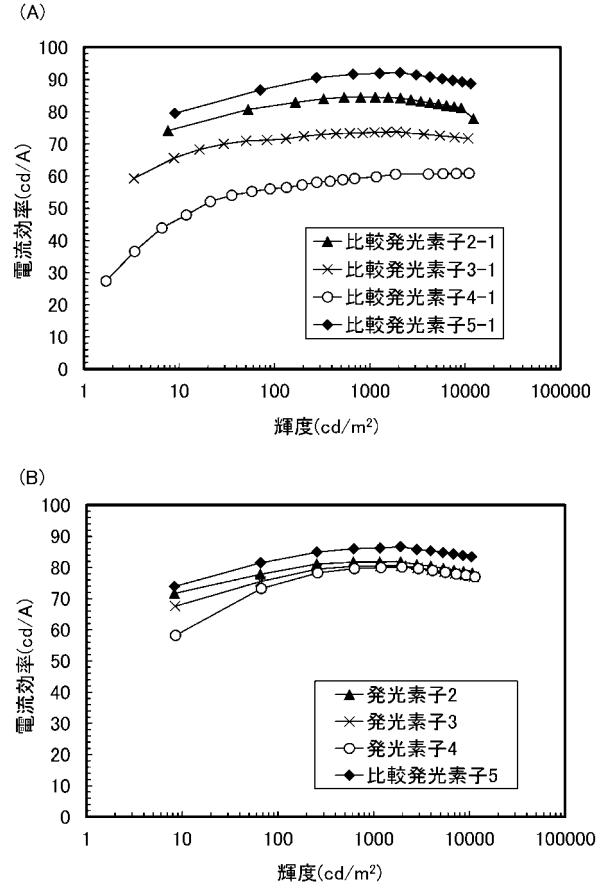 (A)
100
90
80
70
60
50
40
30
20
10
0
電流効率(cd/A)
比較発光素子2-1
比較発光素子3-1
比較発光素子4-1
比較発光素子5-1
1
10
100
1000
10000
100000
輝度(cd/m²)
(B)
100
90
80
70
60
50
40
30
20
10
0
電流効率(cd/A)
発光素子2
発光素子3
発光素子4
比較発光素子5
1
10
100
1000
10000
100000
輝度(cd/m²)